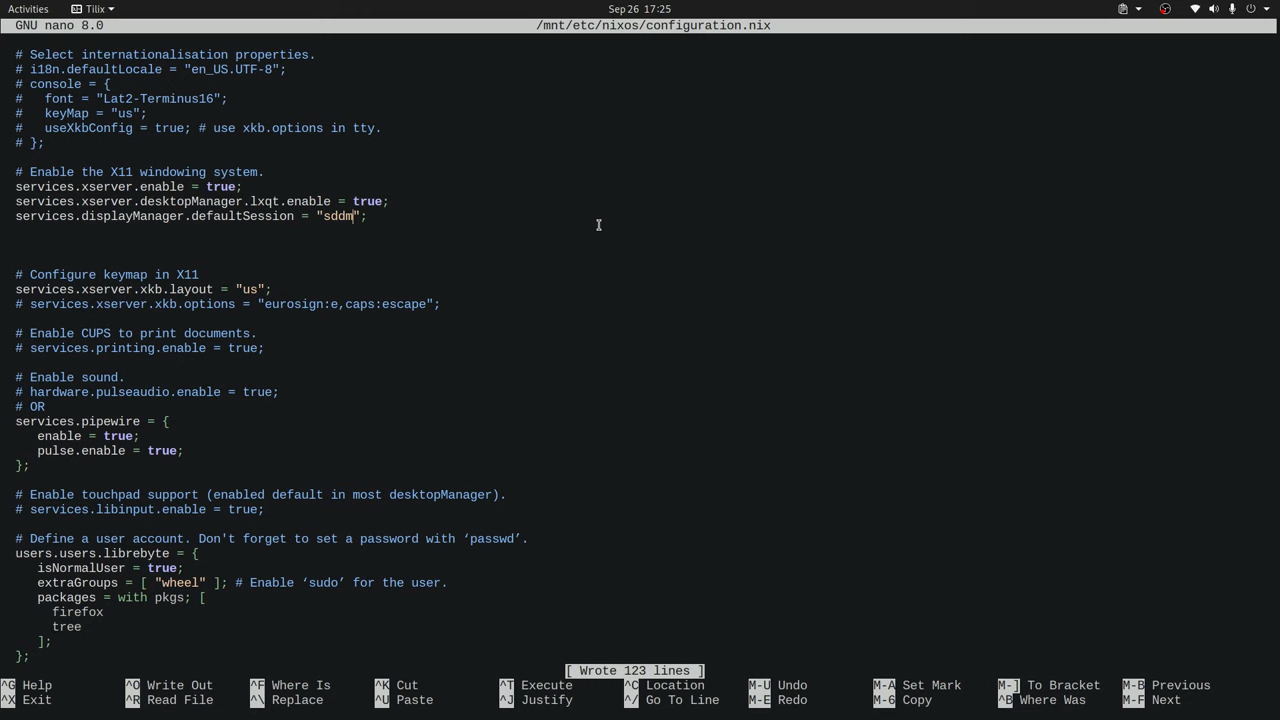 Activities Tilix Sep 26 17:25
GNU nano 8.0 /mnt/etc/nixos/configuration.nix
# Select internationalisation properties.
# i18n.defaultLocale = "en_US.UTF-8";
# console = {
#   font = "Lat2-Terminus16";
#   keyMap = "us";
#   useXkbConfig = true; # use xkb.options in tty.
# };
# Enable the X11 windowing system.
services.xserver.enable = true;
services.xserver.desktopManager.lxqt.enable = true;
services.displayManager.defaultSession = "sddm";
# Configure keymap in X11
services.xserver.xkb.layout = "us";
# services.xserver.xkb.options = "eurosign:e,caps:escape";
# Enable CUPS to print documents.
# services.printing.enable = true;
# Enable sound.
# hardware.pulseaudio.enable = true;
# OR
services.pipewire = {
   enable = true;
   pulse.enable = true;
};
# Enable touchpad support (enabled default in most desktopManager).
# services.libinput.enable = true;
# Define a user account. Don't forget to set a password with ‘passwd’.
users.users.librebyte = {
   isNormalUser = true;
   extraGroups = [ "wheel" ]; # Enable ‘sudo’ for the user.
   packages = with pkgs; [
     firefox
     tree
   ];
};
[ Wrote 123 lines ]
^G Help ^O Write Out ^F Where Is ^K Cut ^T Execute ^C Location M-U Undo M-A Set Mark M-] To Bracket M-B Previous
^X Exit ^R Read File ^\ Replace ^U Paste ^J Justify ^/ Go To Line M-E Redo M-6 Copy ^B Where Was M-F Next